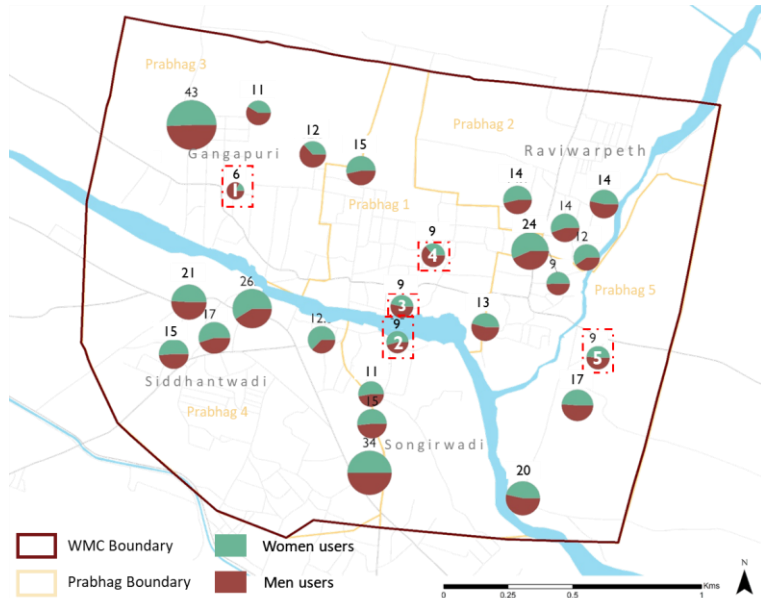 Prabhag 3
43
11
12
15
Gangapuri
6
1
Prabhag 2
Raviwarpeth
14
14
14
24
12
9
Prabhag 1
9
4
9
3
9
2
13
Prabhag 5
9
5
17
21
26
17
15
12..
Siddhantwadi
Prabhag 4
11
15
34
Songirwadi
20
WMC Boundary
Women users
Prabhag Boundary
Men users
N
Kms
0
0.25
0.5
1